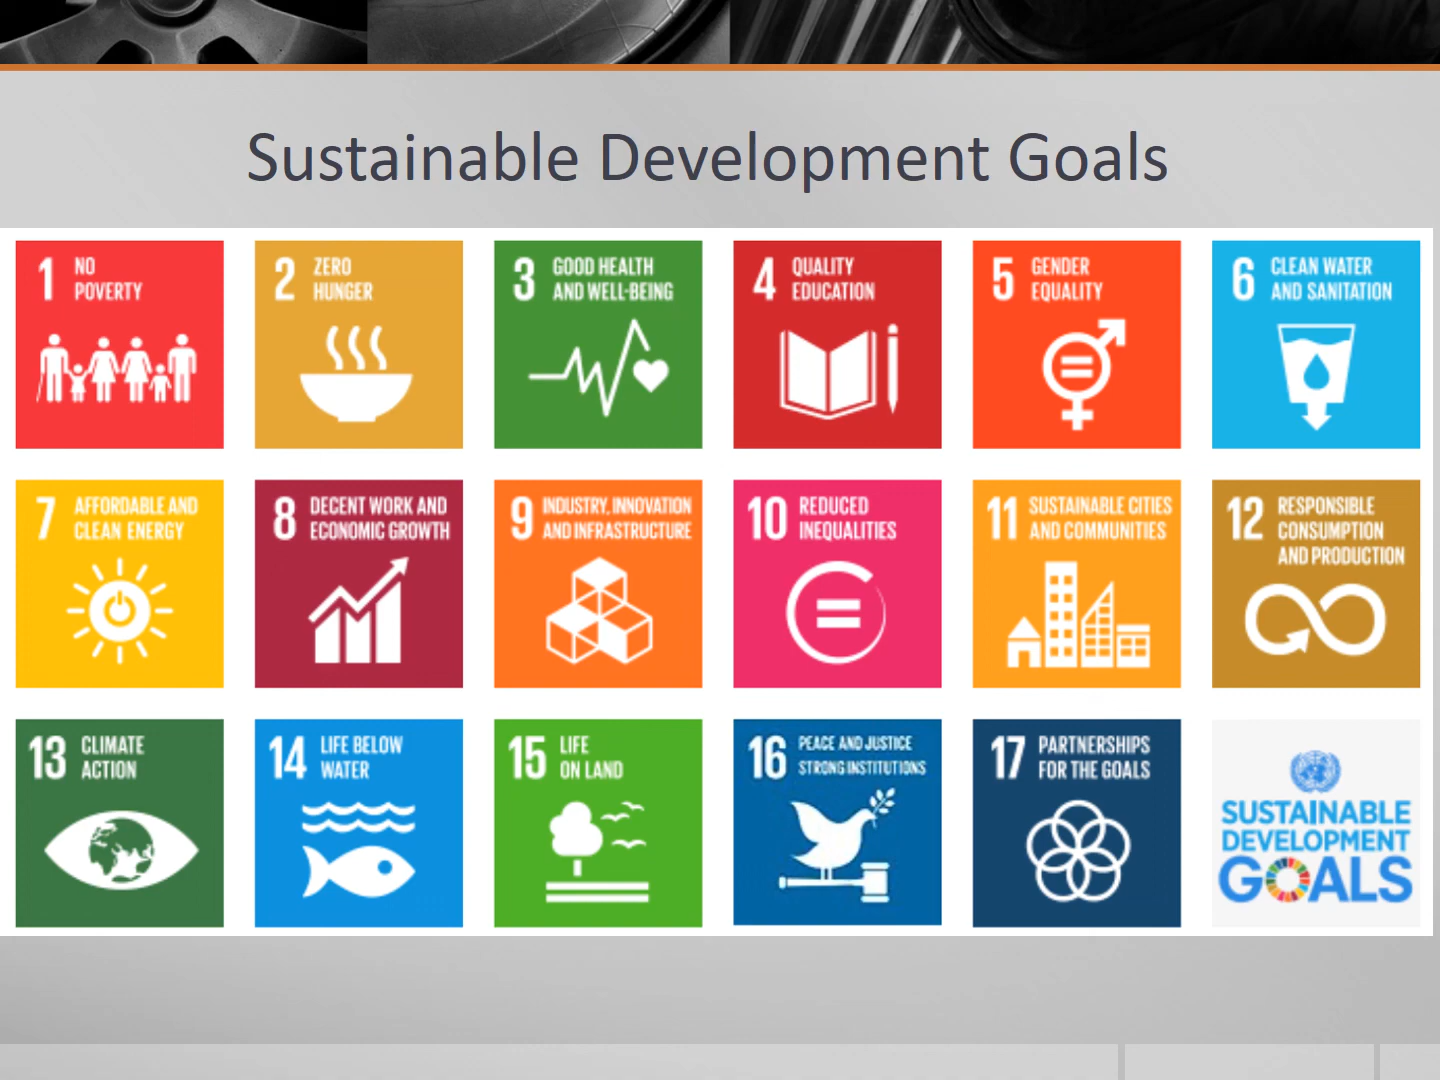 Sustainable Development Goals
1 NO
POVERTY
2 ZERO
HUNGER
3 GOOD HEALTH
AND WELL-BEING
4 QUALITY
EDUCATION
5 GENDER
EQUALITY
6 CLEAN WATER
AND SANITATION
7 AFFORDABLE AND
CLEAN ENERGY
8 DECENT WORK AND
ECONOMIC GROWTH
9 INDUSTRY, INNOVATION
AND INFRASTRUCTURE
10 REDUCED
INEQUALITIES
11 SUSTAINABLE CITIES
AND COMMUNITIES
12 RESPONSIBLE
CONSUMPTION
AND PRODUCTION
13 CLIMATE
ACTION
14 LIFE BELOW
WATER
15 LIFE
ON LAND
16 PEACE AND JUSTICE
STRONG INSTITUTIONS
17 PARTNERSHIPS
FOR THE GOALS
SUSTAINABLE
DEVELOPMENT
GOALS